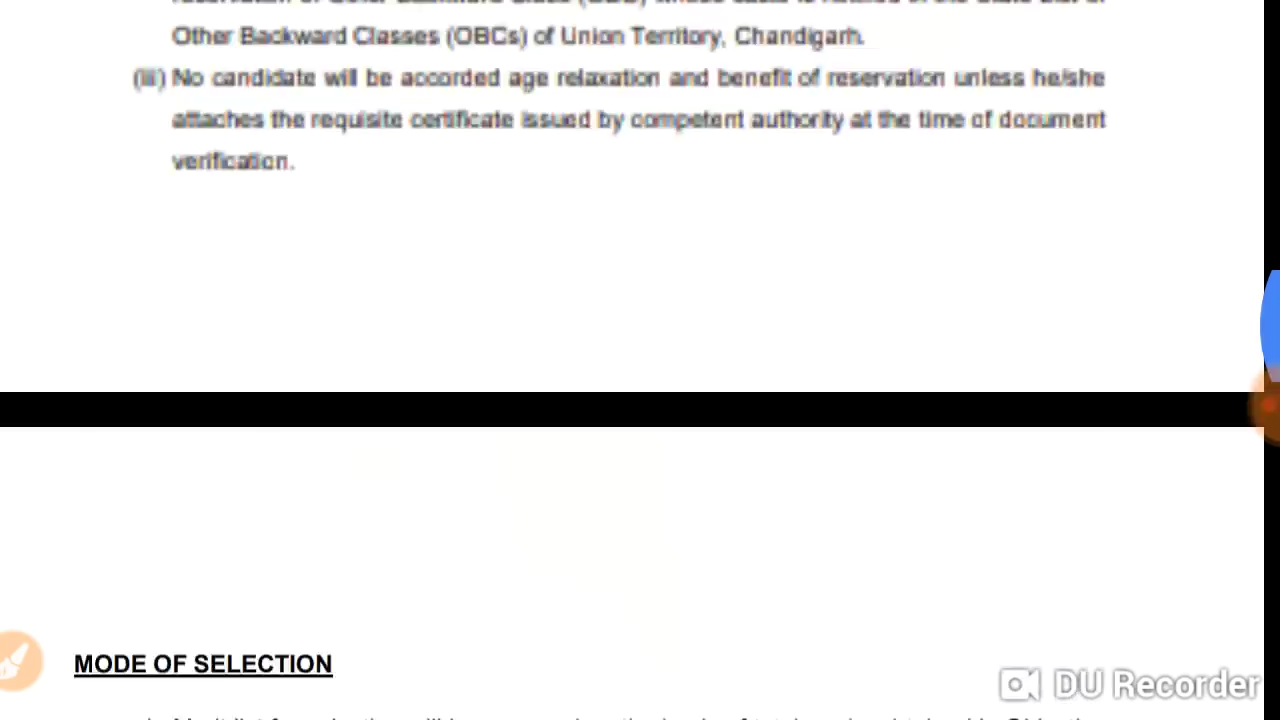 Other Backward Classes (OBCs) of Union Territory, Chandigarh.
(iii) No candidate will be accorded age relaxation and benefit of reservation unless he/she
attaches the requisite certificate issued by competent authority at the time of document
verification.
MODE OF SELECTION
DU Recorder